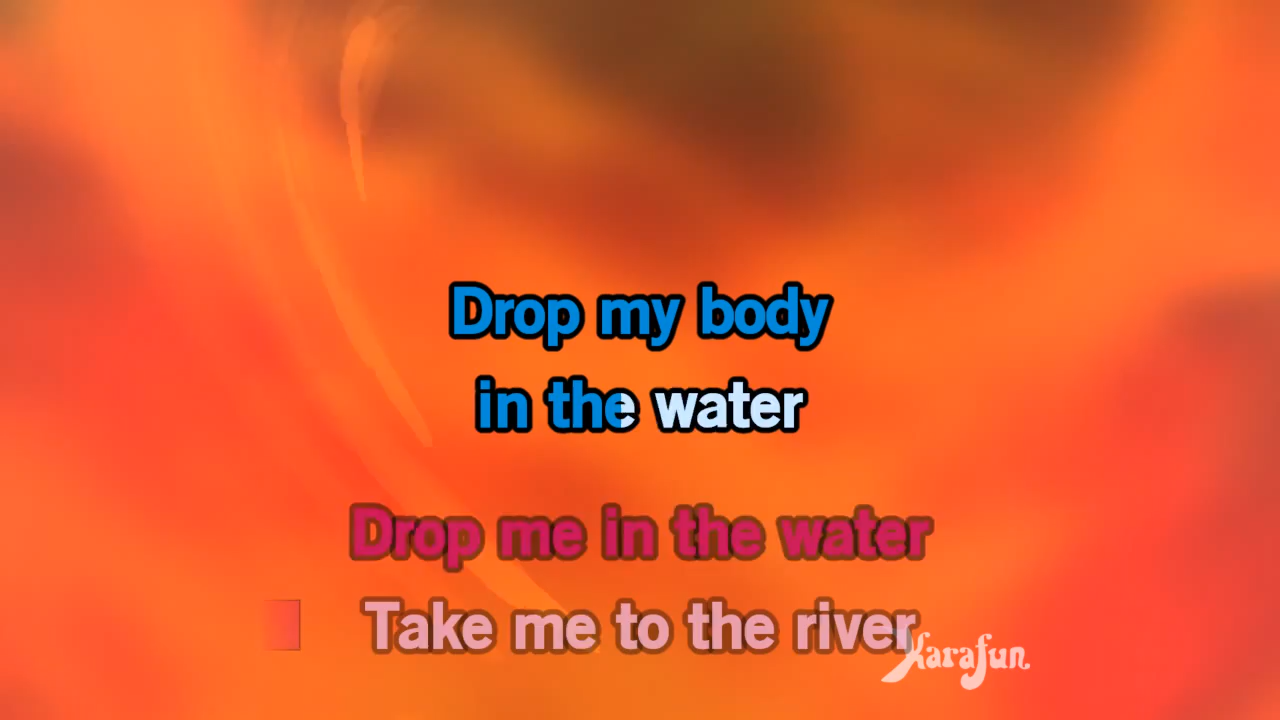 Drop my body
in the water
Drop me in the water
Take me to the river
Karafun